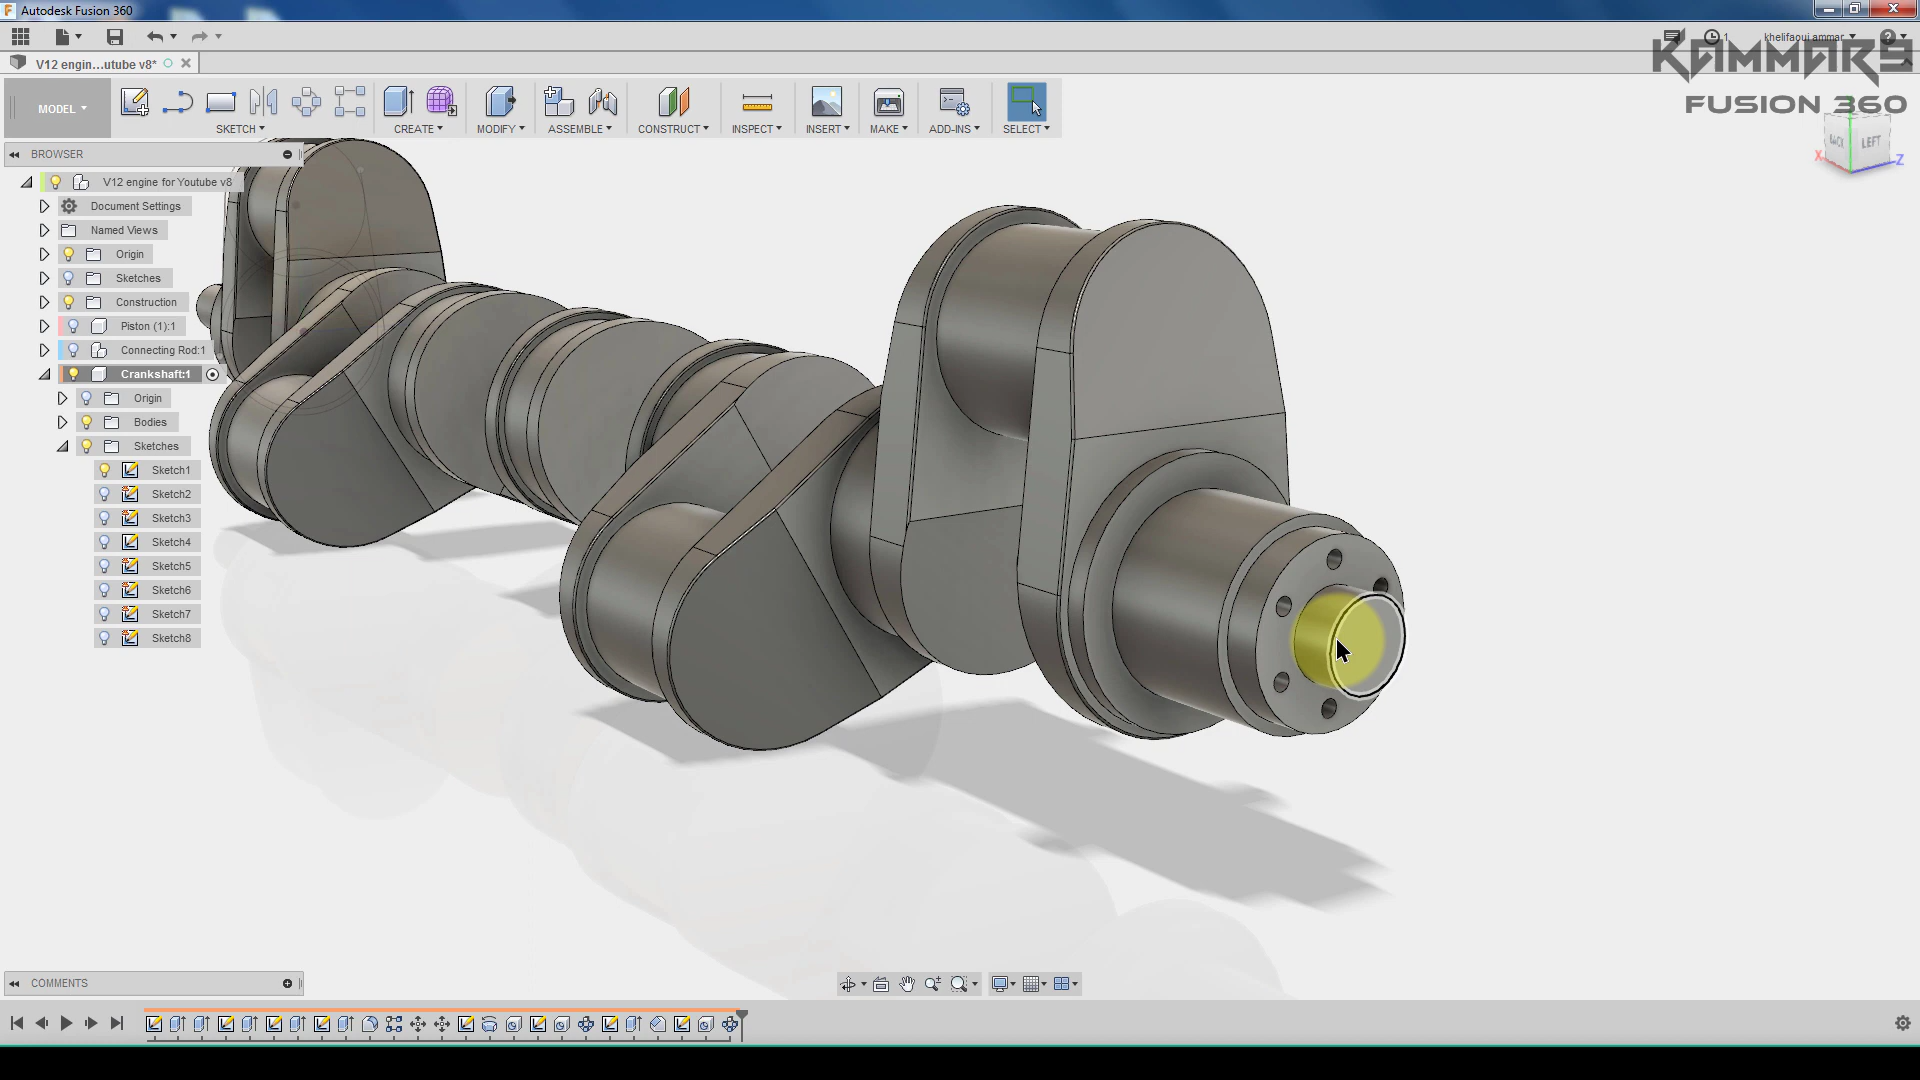 Autodesk Fusion 360
1
khelifaoui ammar
KAMMARS
FUSION 360
V12 engin...utube v8*
MODEL
SKETCH
CREATE
MODIFY
ASSEMBLE
CONSTRUCT
INSPECT
INSERT
MAKE
ADD-INS
SELECT
BACK
LEFT
X
Z
BROWSER
V12 engine for Youtube v8
Document Settings
Named Views
Origin
Sketches
Construction
Piston (1):1
Connecting Rod:1
Crankshaft:1
Origin
Bodies
Sketches
Sketch1
Sketch2
Sketch3
Sketch4
Sketch5
Sketch6
Sketch7
Sketch8
COMMENTS